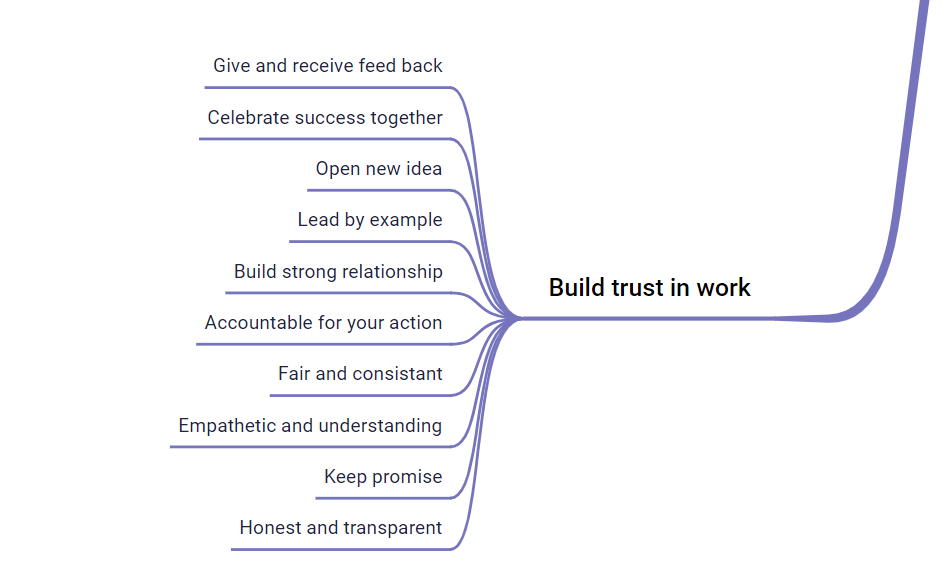 Give and receive feed back
Celebrate success together
Open new idea
Lead by example
Build strong relationship
Build trust in work
Accountable for your action
Fair and consistant
Empathetic and understanding
Keep promise
Honest and transparent